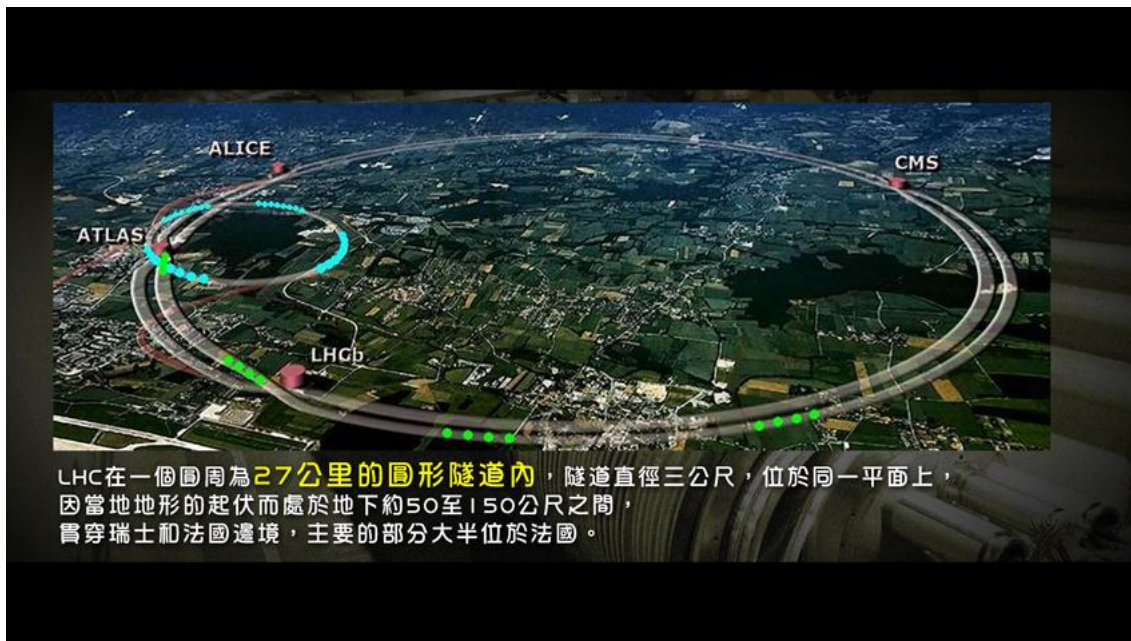 ALICE
CMS
ATLAS
LHCb
LHC在一個圓周為27公里的圓形隧道內，隧道直徑三公尺，位於同一平面上，
因當地地形的起伏而處於地下約50至150公尺之間，
貫穿瑞士和法國邊境，主要的部分大半位於法國。